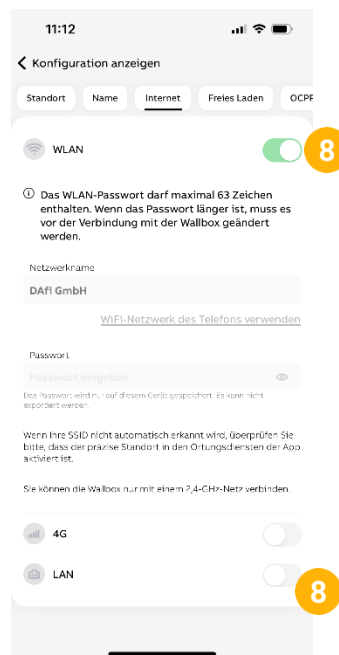 11:12
Konfiguration anzeigen
Standort Name Internet Freies Laden OCPP
WLAN
8
Das WLAN-Passwort darf maximal 63 Zeichen
enthalten. Wenn das Passwort länger ist, muss es
vor der Verbindung mit der Wallbox geändert
werden.
Netzwerkname
DAfi GmbH
WiFi-Netzwerk des Telefons verwenden
Passwort
Passwort eingeben
Das Passwort wird nur auf diesem Gerät gespeichert. Es kann nicht
exportiert werden.
Wenn Ihre SSID nicht automatisch erkannt wird, überprüfen Sie
bitte, dass der präzise Standort in den Ortungsdiensten der App
aktiviert ist.
Sie können die Wallbox nur mit einem 2,4-GHz-Netz verbinden.
4G
LAN
8